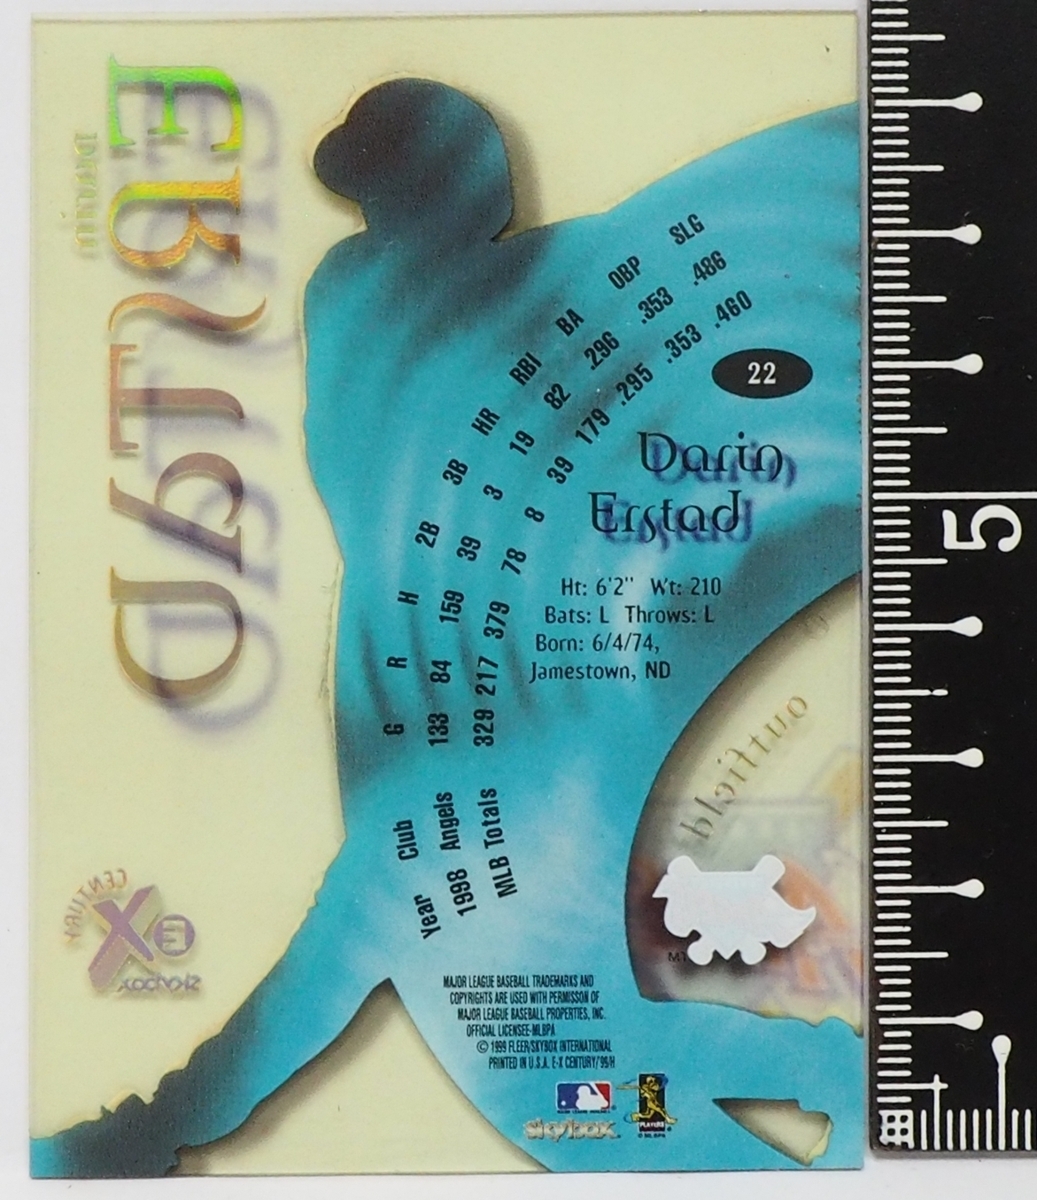 ERSTAD
Darin
22
Darin
Erstad
Ht: 6'2" Wt: 210
Bats: L Throws: L
Born: 6/4/74,
Jamestown, ND
Year Club G R H 2B 3B HR RBI BA OBP SLG
1998 Angels 133 84 159 39 3 19 82 .296 .353 .486
MLB Totals 329 217 379 78 8 39 179 .295 .353 .460
outfield
E
X
CENTURY
SKYBOX
MAJOR LEAGUE BASEBALL TRADEMARKS AND
COPYRIGHTS ARE USED WITH PERMISSON OF
MAJOR LEAGUE BASEBALL PROPERTIES, INC.
OFFICIAL LICENSEE-MLBPA
© 1999 FLEER/SKYBOX INTERNATIONAL
PRINTED IN U.S.A. E-X CENTURY/'99/H
skybox
PLAYERS
5
1